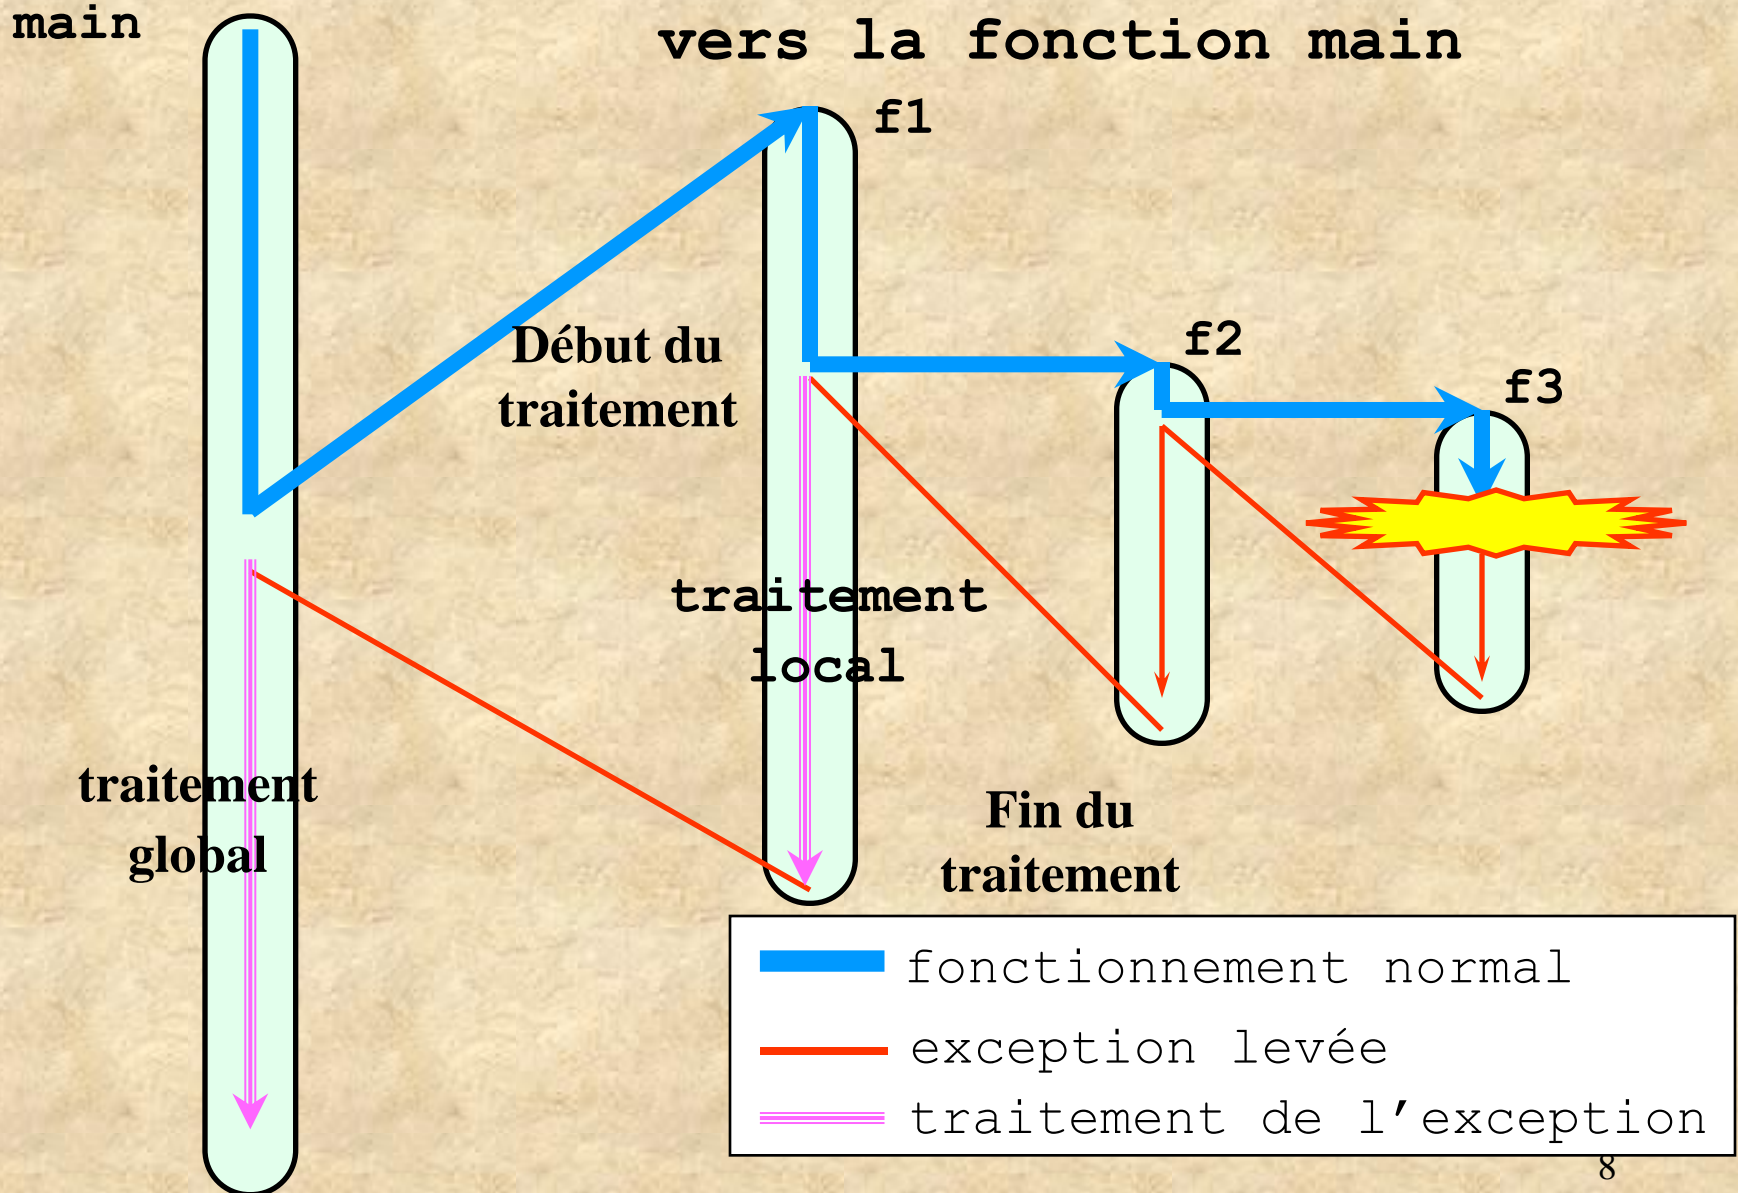 main
vers la fonction main
f1
f2
f3
Début du
traitement
traitement
local
traitement
global
Fin du
traitement
fonctionnement normal
exception levée
traitement de l’exception
8